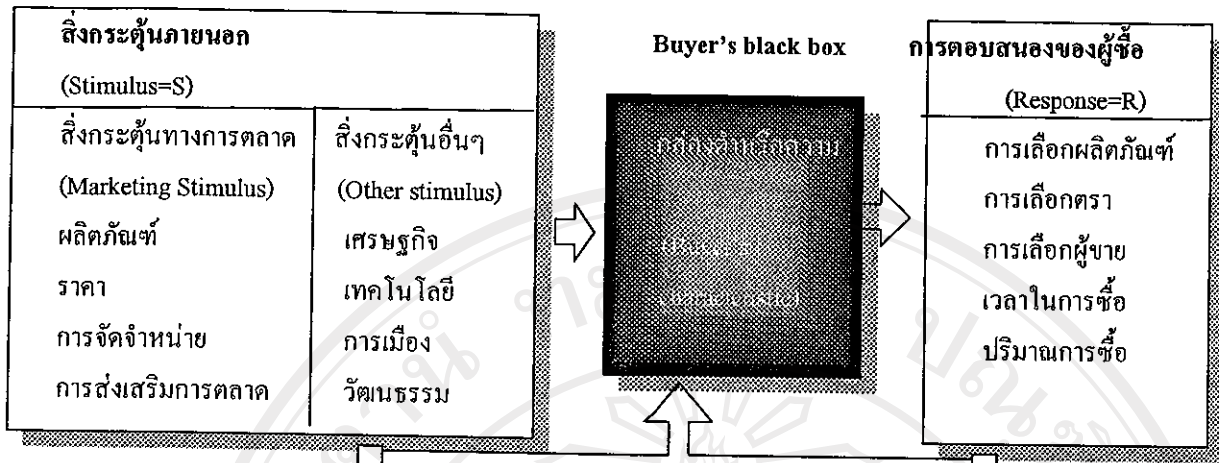 สิ่งกระตุ้นภายนอก
(Stimulus=S)
สิ่งกระตุ้นทางการตลาด
(Marketing Stimulus)
ผลิตภัณฑ์
ราคา
การจัดจำหน่าย
การส่งเสริมการตลาด
สิ่งกระตุ้นอื่นๆ
(Other stimulus)
เศรษฐกิจ
เทคโนโลยี
การเมือง
วัฒนธรรม
Buyer's black box
การตอบสนองของผู้ซื้อ
(Response=R)
การเลือกผลิตภัณฑ์
การเลือกตรา
การเลือกผู้ขาย
เวลาในการซื้อ
ปริมาณการซื้อ